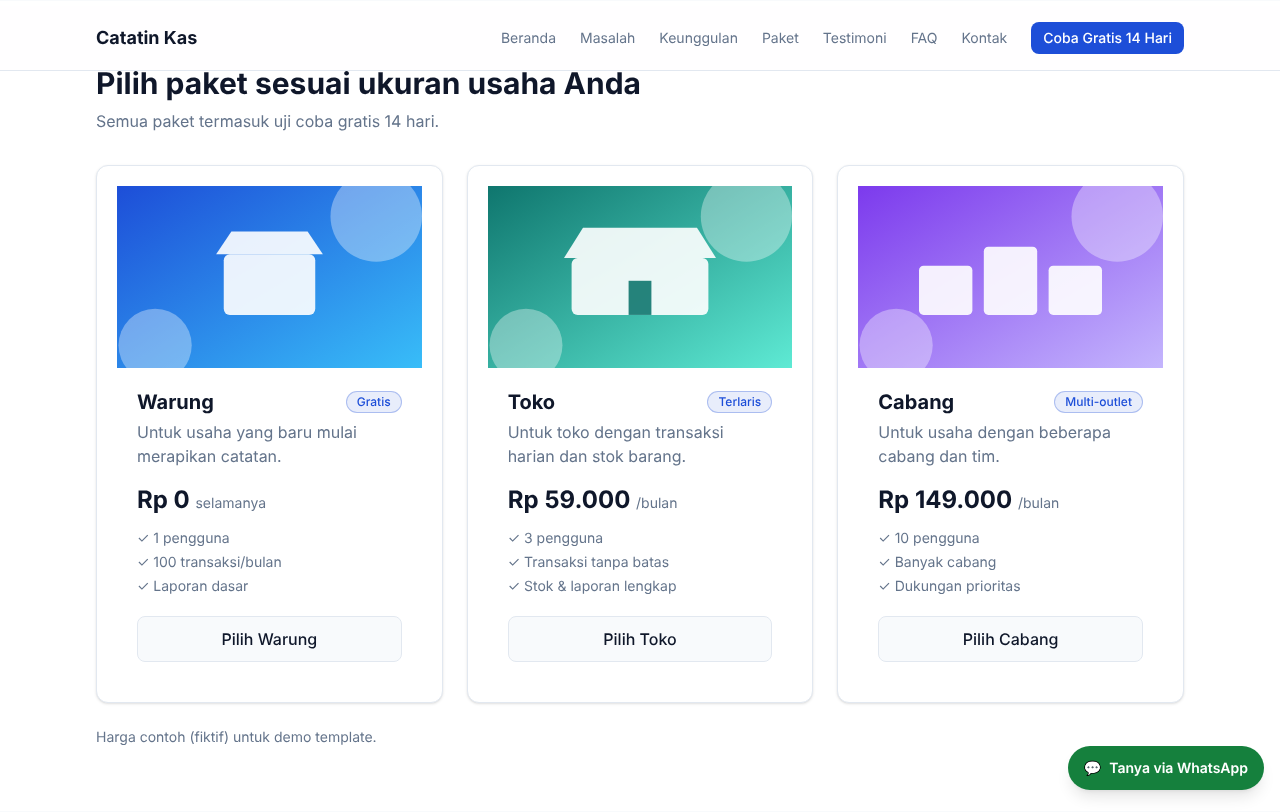 Catatin Kas
Beranda
Masalah
Keunggulan
Paket
Testimoni
FAQ
Kontak
Coba Gratis 14 Hari
Pilih paket sesuai ukuran usaha Anda
Semua paket termasuk uji coba gratis 14 hari.
Warung
Gratis
Untuk usaha yang baru mulai
merapikan catatan.
Rp 0 selamanya
✓ 1 pengguna
✓ 100 transaksi/bulan
✓ Laporan dasar
Pilih Warung
Toko
Terlaris
Untuk toko dengan transaksi
harian dan stok barang.
Rp 59.000 /bulan
✓ 3 pengguna
✓ Transaksi tanpa batas
✓ Stok & laporan lengkap
Pilih Toko
Cabang
Multi-outlet
Untuk usaha dengan beberapa
cabang dan tim.
Rp 149.000 /bulan
✓ 10 pengguna
✓ Banyak cabang
✓ Dukungan prioritas
Pilih Cabang
Harga contoh (fiktif) untuk demo template.
💬 Tanya via WhatsApp